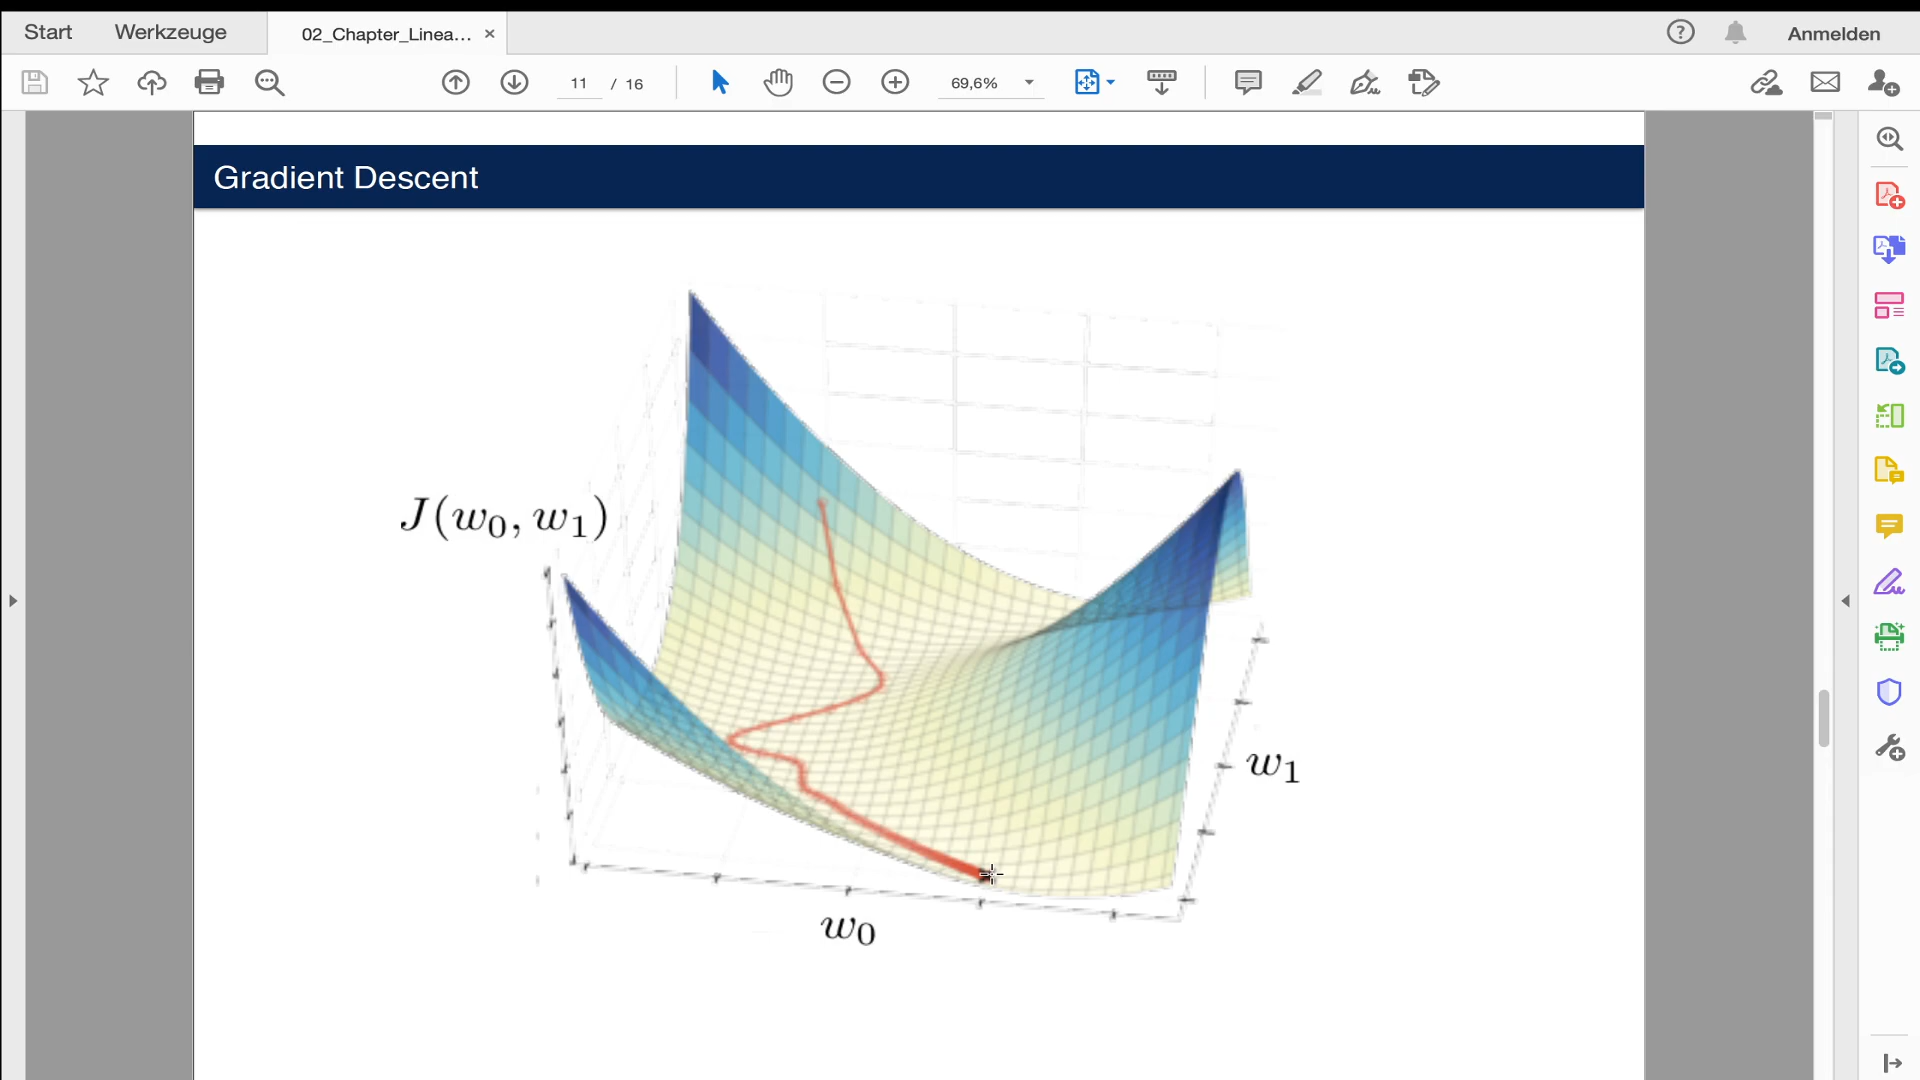 Start Werkzeuge 02_Chapter_Linea... × Anmelden
11 / 16 69,6%
Gradient Descent
J(w₀, w₁)
w₁
w₀